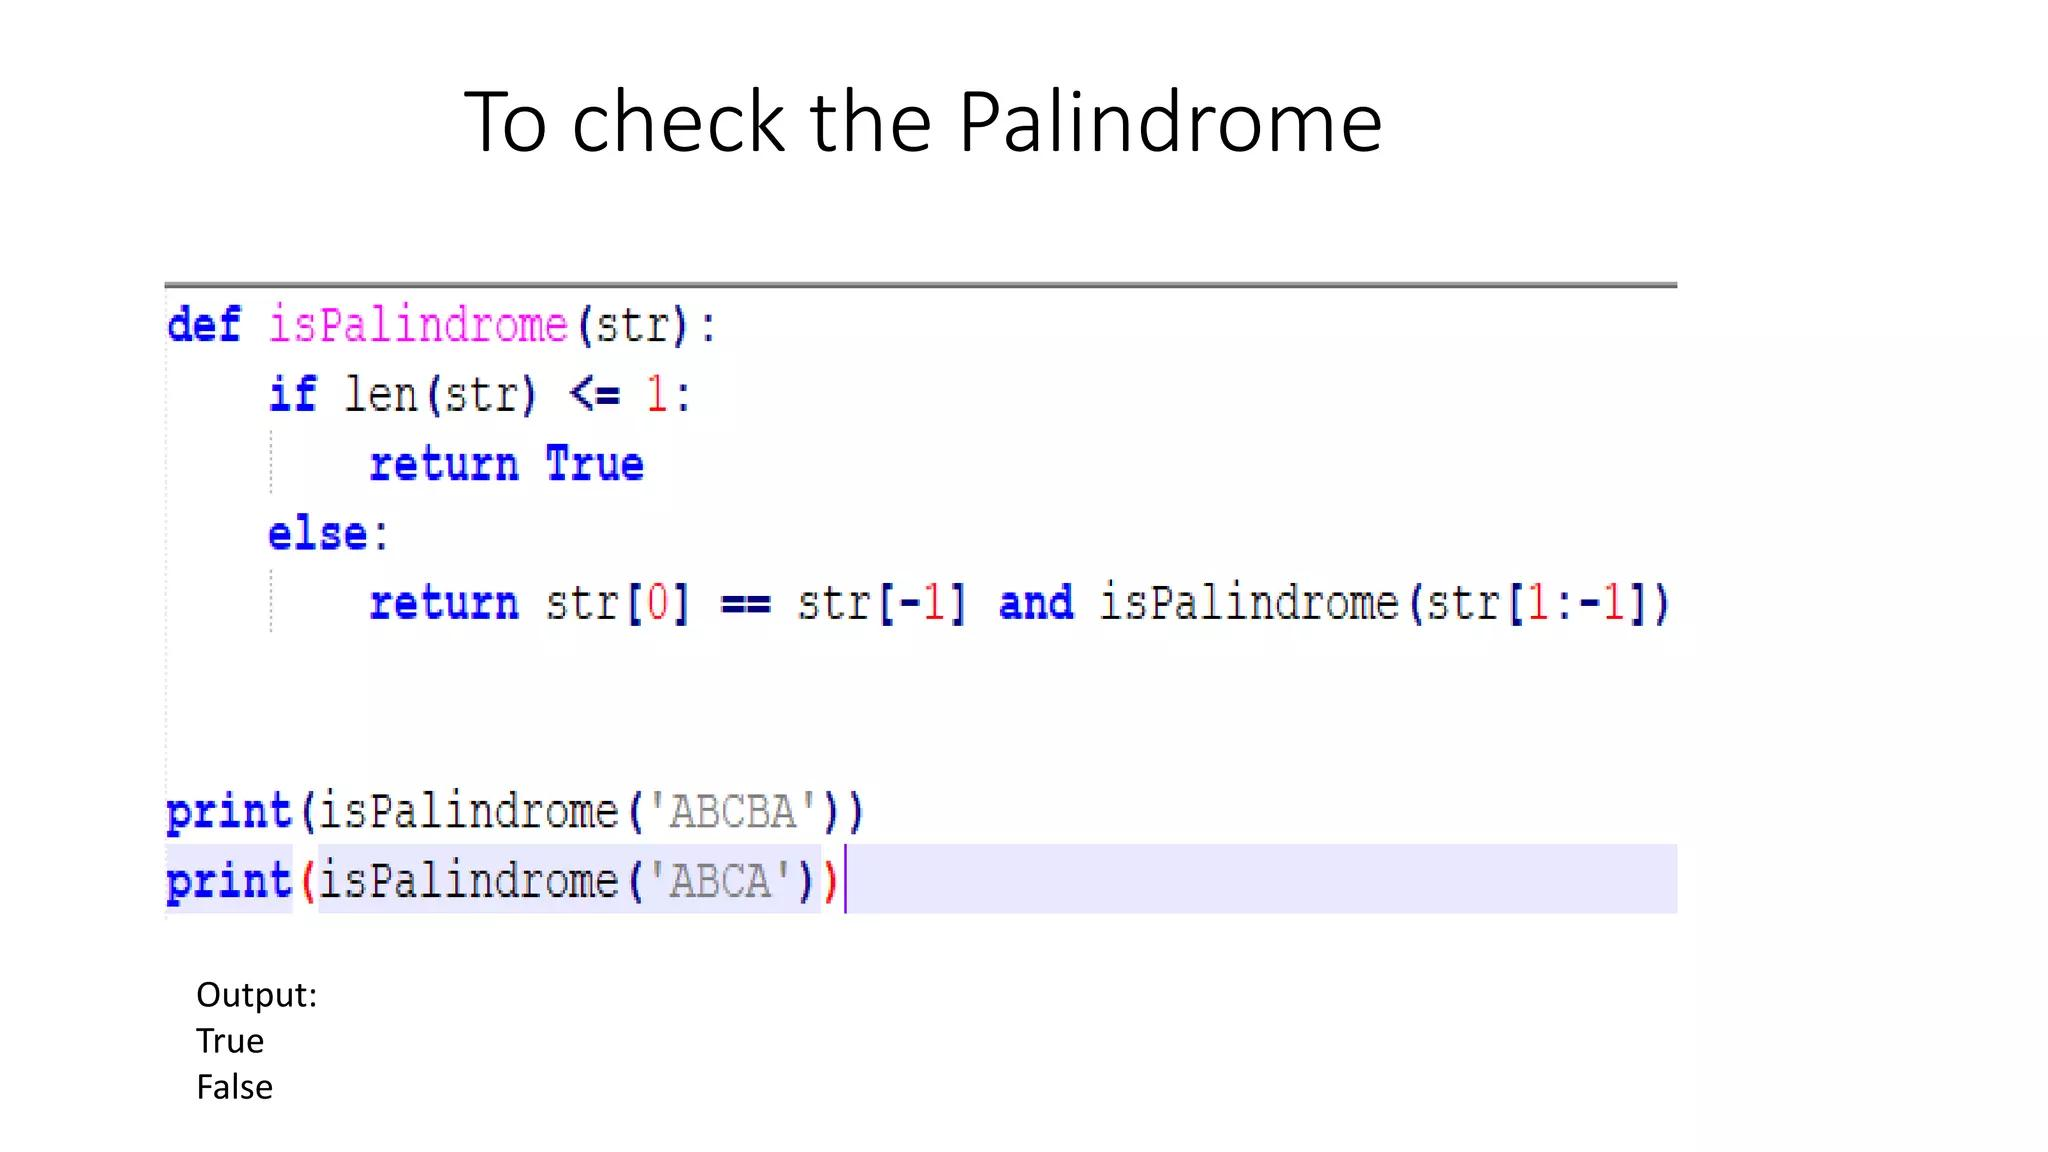 To check the Palindrome
def isPalindrome(str):
    if len(str) <= 1:
        return True
    else:
        return str[0] == str[-1] and isPalindrome(str[1:-1])
print(isPalindrome('ABCBA'))
print(isPalindrome('ABCA'))
Output:
True
False